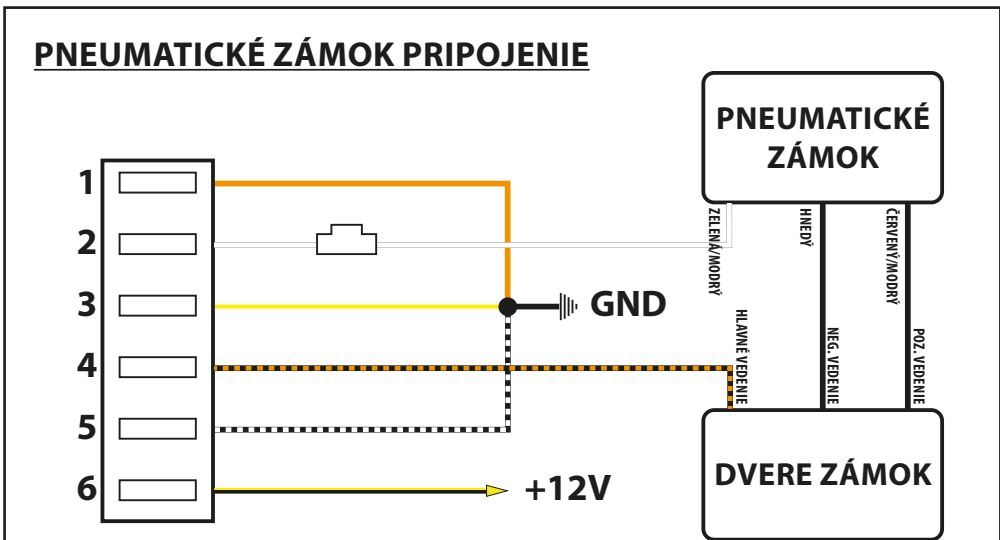 PNEUMATICKÉ ZÁMOK PRIPOJENIE
PNEUMATICKÉ
ZÁMOK
1
2
3
4
5
6
GND
+12V
ZELENÁ/MODRÝ
HNEDÝ
ČERVENÝ/MODRÝ
HLAVNÉ VEDENIE
NEG. VEDENIE
POZ. VEDENIE
DVERE ZÁMOK